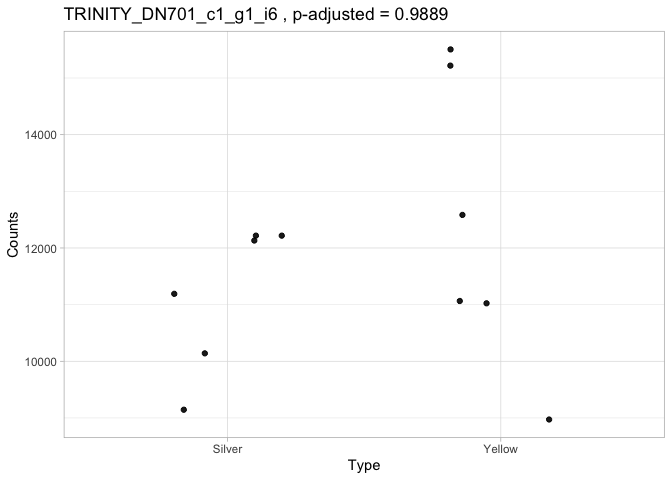 TRINITY_DN701_c1_g1_i6 , p-adjusted = 0.9889
14000
12000
10000
Counts
Silver
Yellow
Type